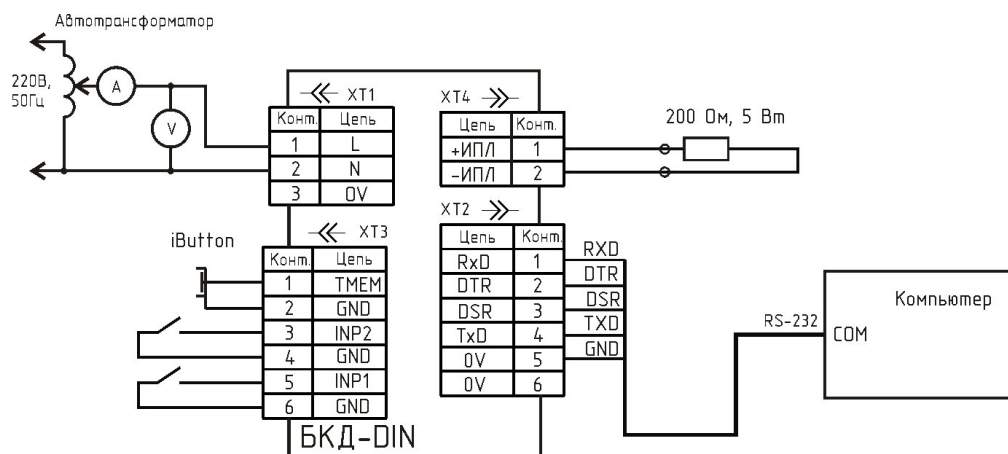 Автотрансформатор
220В,
50Гц
A
V
XT1
Конт. Цепь
1 L
2 N
3 0V
iButton
XT3
Конт. Цепь
1 TMEM
2 GND
3 INP2
4 GND
5 INP1
6 GND
БКД-DIN
XT4
Цепь Конт.
+ИПЛ 1
-ИПЛ 2
200 Ом, 5 Вт
XT2
Цепь Конт.
RxD 1
DTR 2
DSR 3
TxD 4
0V 5
0V 6
RXD
DTR
DSR
TXD
GND
RS-232
COM
Компьютер